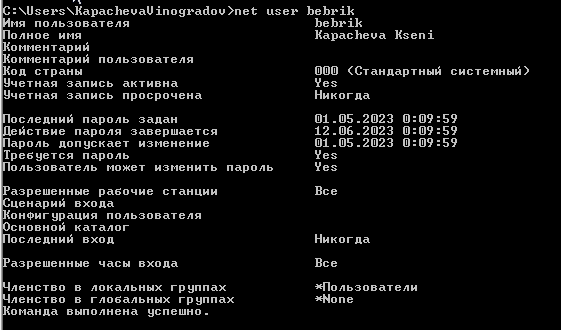 C:\Users\KapachevaVinogradov>net user bebrik
Имя пользователя bebrik
Полное имя Kapacheva Kseni
Комментарий
Комментарий пользователя
Код страны 000 (Стандартный системный)
Учетная запись активна Yes
Учетная запись просрочена Никогда
Последний пароль задан 01.05.2023 0:09:59
Действие пароля завершается 12.06.2023 0:09:59
Пароль допускает изменение 01.05.2023 0:09:59
Требуется пароль Yes
Пользователь может изменить пароль Yes
Разрешенные рабочие станции Все
Сценарий входа
Конфигурация пользователя
Основной каталог
Последний вход Никогда
Разрешенные часы входа Все
Членство в локальных группах *Пользователи
Членство в глобальных группах *None
Команда выполнена успешно.